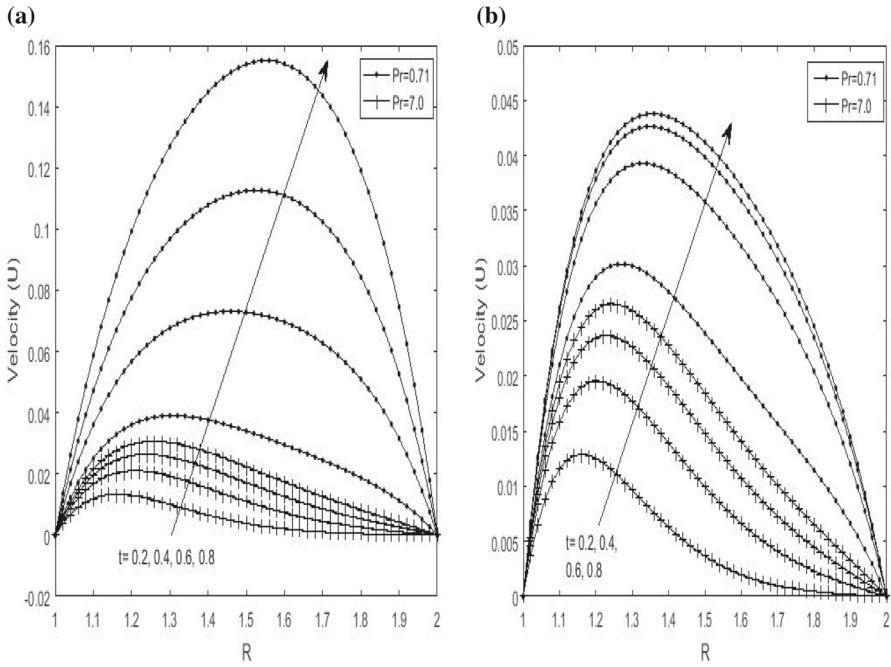 (a)
0.16
0.14
0.12
0.1
0.08
0.06
0.04
0.02
0
-0.02
Velocity (U)
Pr=0.71
Pr=7.0
t= 0.2, 0.4, 0.6, 0.8
1 1.1 1.2 1.3 1.4 1.5 1.6 1.7 1.8 1.9 2
R
(b)
0.05
0.045
0.04
0.035
0.03
0.025
0.02
0.015
0.01
0.005
0
Velocity (U)
Pr=0.71
Pr=7.0
t= 0.2, 0.4,
0.6, 0.8
1 1.1 1.2 1.3 1.4 1.5 1.6 1.7 1.8 1.9 2
R